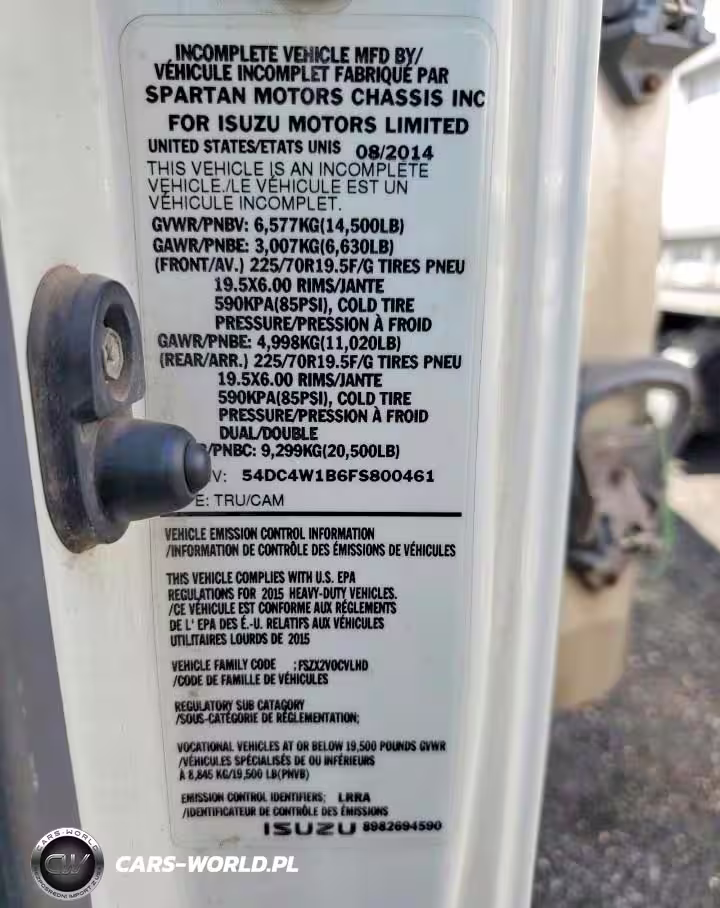 INCOMPLETE VEHICLE MFD BY/
VÉHICULE INCOMPLET FABRIQUÉ PAR
SPARTAN MOTORS CHASSIS INC
FOR ISUZU MOTORS LIMITED
UNITED STATES/ETATS UNIS 08/2014
THIS VEHICLE IS AN INCOMPLETE
VEHICLE./LE VÉHICULE EST UN
VÉHICULE INCOMPLET.
GVWR/PNBV: 6,577KG(14,500LB)
GAWR/PNBE: 3,007KG(6,630LB)
(FRONT/AV.) 225/70R19.5F/G TIRES PNEU
19.5X6.00 RIMS/JANTE
590KPA(85PSI), COLD TIRE
PRESSURE/PRESSION À FROID
GAWR/PNBE: 4,998KG(11,020LB)
(REAR/ARR.) 225/70R19.5F/G TIRES PNEU
19.5X6.00 RIMS/JANTE
590KPA(85PSI), COLD TIRE
PRESSURE/PRESSION À FROID
DUAL/DOUBLE
/PNBC: 9,299KG(20,500LB)
V: 54DC4W1B6FS800461
E: TRU/CAM
VEHICLE EMISSION CONTROL INFORMATION
/INFORMATION DE CONTRÔLE DES ÉMISSIONS DE VÉHICULES
THIS VEHICLE COMPLIES WITH U.S. EPA
REGULATIONS FOR 2015 HEAVY-DUTY VEHICLES.
/CE VÉHICULE EST CONFORME AUX RÉGLEMENTS
DE L' EPA DES É.-U. RELATIFS AUX VÉHICULES
UTILITAIRES LOURDS DE 2015
VEHICLE FAMILY CODE :FSZX2VOCVLHD
/CODE DE FAMILLE DE VÉHICULES
REGULATORY SUB CATAGORY
/SOUS-CATÉGORIE DE RÉGLEMENTATION;
VOCATIONAL VEHICLES AT OR BELOW 19,500 POUNDS GVWR
/VÉHICULES SPÉCIALISÉS DE OU INFÉRIEURS
À 8,845 KG/19,500 LB(PNVB)
EMISSION CONTROL IDENTIFIERS; LRRA
/IDENTIFICATEUR DE CONTRÔLE DES ÉMISSIONS
ISUZU 8982694590
CARS-WORLD
CW
CARS-WORLD.PL